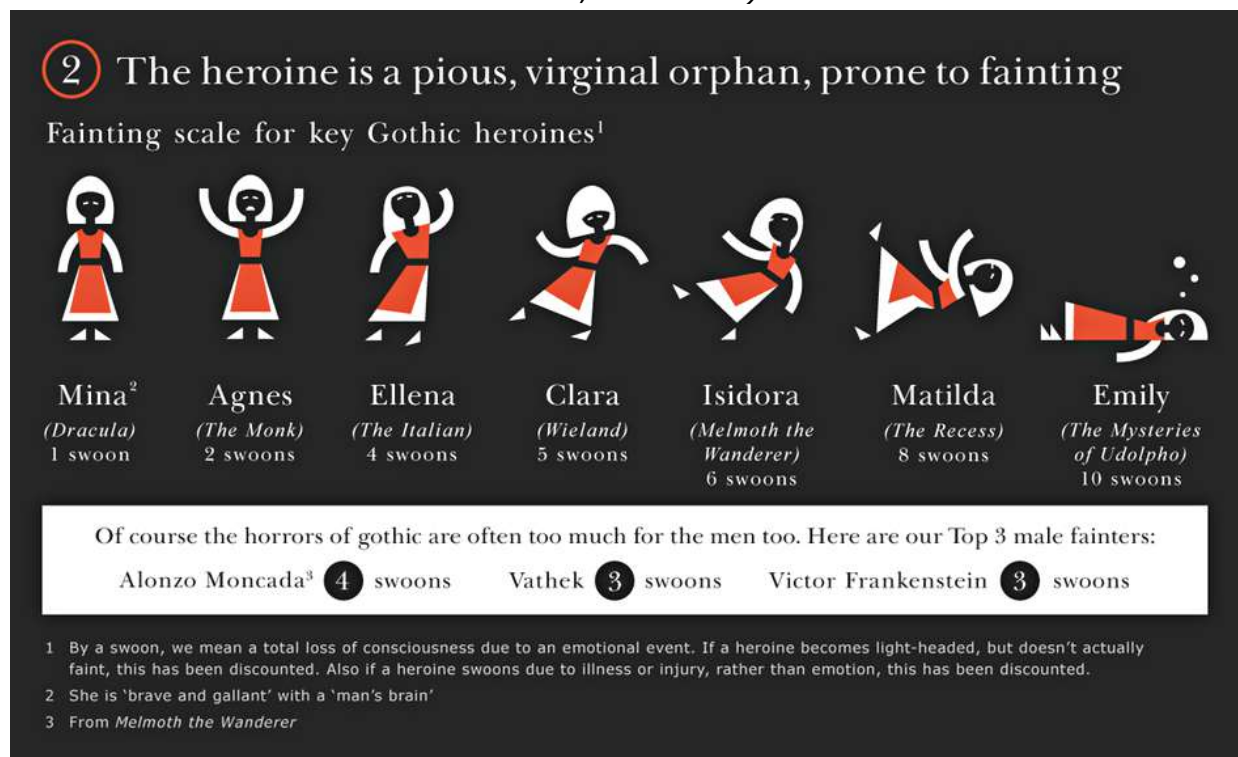 2 The heroine is a pious, virginal orphan, prone to fainting
Fainting scale for key Gothic heroines¹
Mina²
(Dracula)
1 swoon
Agnes
(The Monk)
2 swoons
Ellena
(The Italian)
4 swoons
Clara
(Wieland)
5 swoons
Isidora
(Melmoth the
Wanderer)
6 swoons
Matilda
(The Recess)
8 swoons
Emily
(The Mysteries
of Udolpho)
10 swoons
Of course the horrors of gothic are often too much for the men too. Here are our Top 3 male fainters:
Alonzo Moncada³ 4 swoons Vathek 3 swoons Victor Frankenstein 3 swoons
1 By a swoon, we mean a total loss of consciousness due to an emotional event. If a heroine becomes light-headed, but doesn't actually
faint, this has been discounted. Also if a heroine swoons due to illness or injury, rather than emotion, this has been discounted.
2 She is ‘brave and gallant’ with a ‘man’s brain’
3 From Melmoth the Wanderer